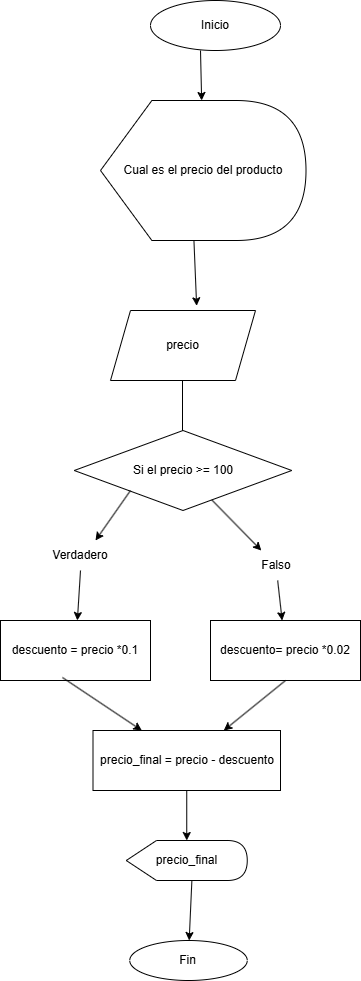 Inicio
Cual es el precio del producto
precio
Si el precio >= 100
Verdadero
Falso
descuento = precio *0.1
descuento= precio *0.02
precio_final = precio - descuento
precio_final
Fin